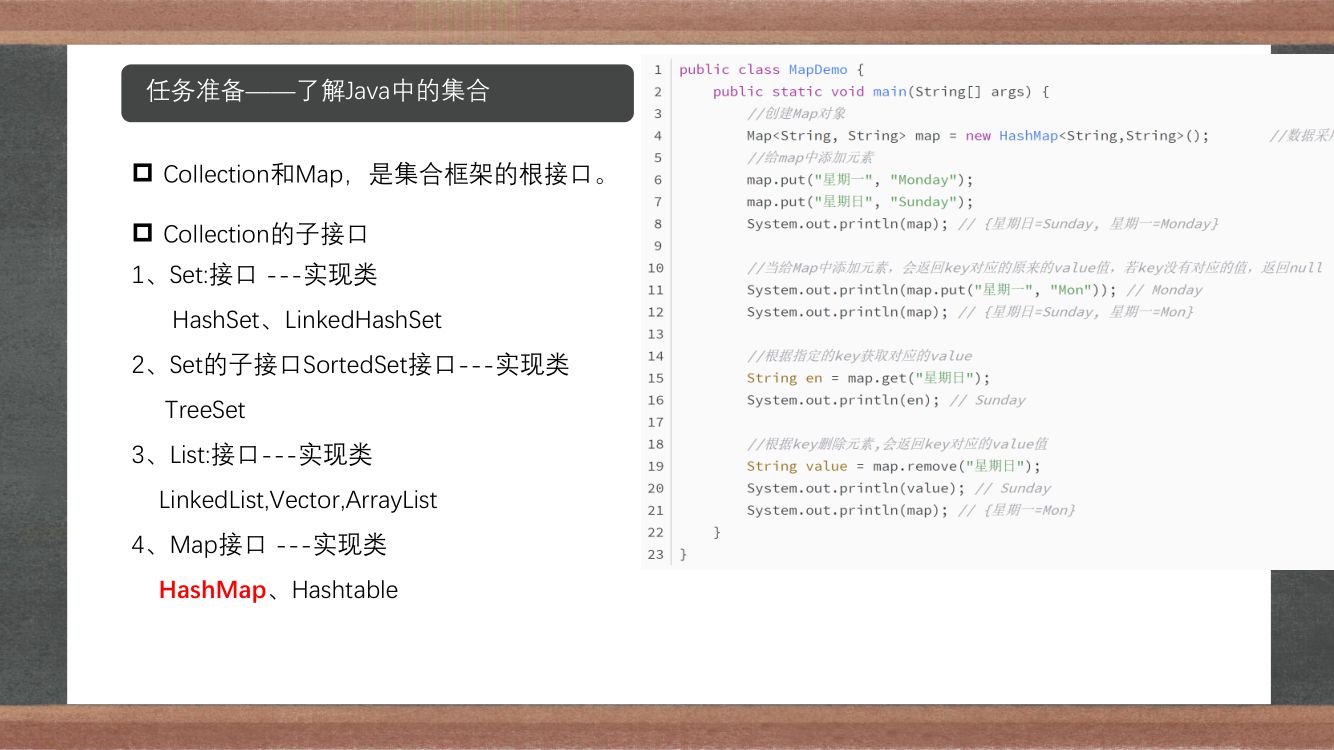 任务准备——了解Java中的集合
Collection和Map，是集合框架的根接口。
Collection的子接口
1、Set:接口 ---实现类
HashSet、LinkedHashSet
2、Set的子接口SortedSet接口---实现类
TreeSet
3、List:接口---实现类
LinkedList,Vector,ArrayList
4、Map接口 ---实现类
HashMap、Hashtable
1 public class MapDemo {
2 public static void main(String[] args) {
3 //创建Map对象
4 Map<String, String> map = new HashMap<String,String>(); //数据采
5 //给map中添加元素
6 map.put("星期一", "Monday");
7 map.put("星期日", "Sunday");
8 System.out.println(map); // {星期日=Sunday, 星期一=Monday}
9
10 //当给Map中添加元素，会返回key对应的原来的value值，若key没有对应的值，返回null
11 System.out.println(map.put("星期一", "Mon")); // Monday
12 System.out.println(map); // {星期日=Sunday, 星期一=Mon}
13
14 //根据指定的key获取对应的value
15 String en = map.get("星期日");
16 System.out.println(en); // Sunday
17
18 //根据key删除元素,会返回key对应的value值
19 String value = map.remove("星期日");
20 System.out.println(value); // Sunday
21 System.out.println(map); // {星期一=Mon}
22 }
23 }